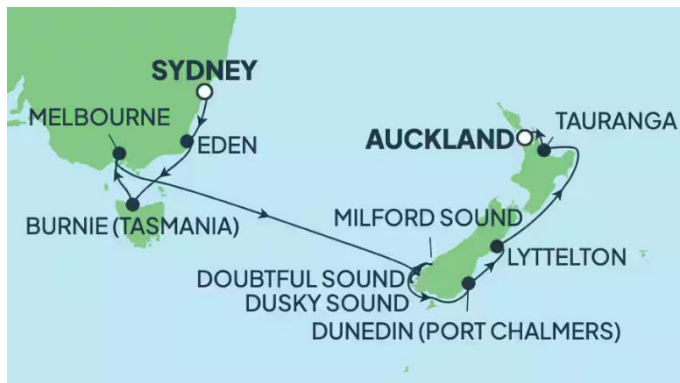 SYDNEY
MELBOURNE
EDEN
TAURANGA
AUCKLAND
BURNIE (TASMANIA)
MILFORD SOUND
LYTTELTON
DOUBTFUL SOUND
DUSKY SOUND
DUNEDIN (PORT CHALMERS)